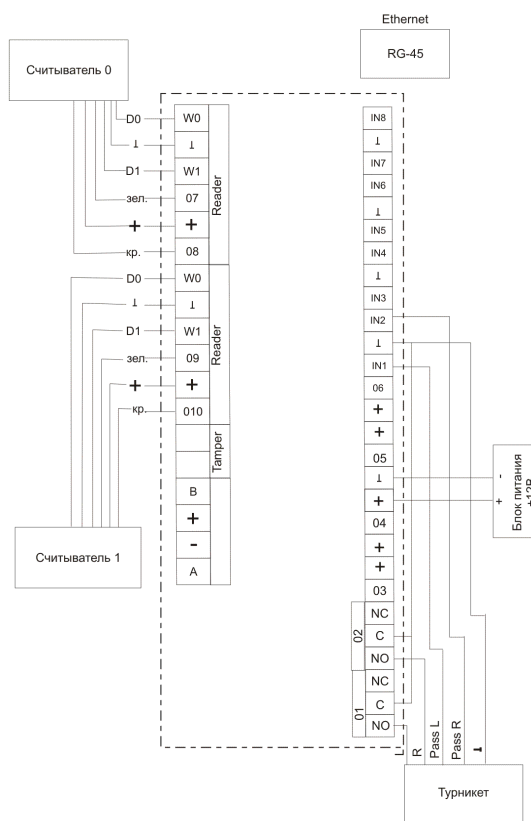 Ethernet
RG-45
Считыватель 0
D0
W0
⊥
⊥
D1
W1
зел.
07
+
+
кр.
08
Reader
D0
W0
⊥
⊥
D1
W1
зел.
09
+
+
кр.
010
Reader
Tamper
B
+
-
A
Считыватель 1
IN8
⊥
IN7
IN6
⊥
IN5
IN4
⊥
IN3
IN2
⊥
IN1
06
+
+
05
⊥
+
04
+
+
03
NC
C
NO
02
NC
C
NO
01
-
+
Блок питания
+12В
R
Pass L
Pass R
⊥
Турникет